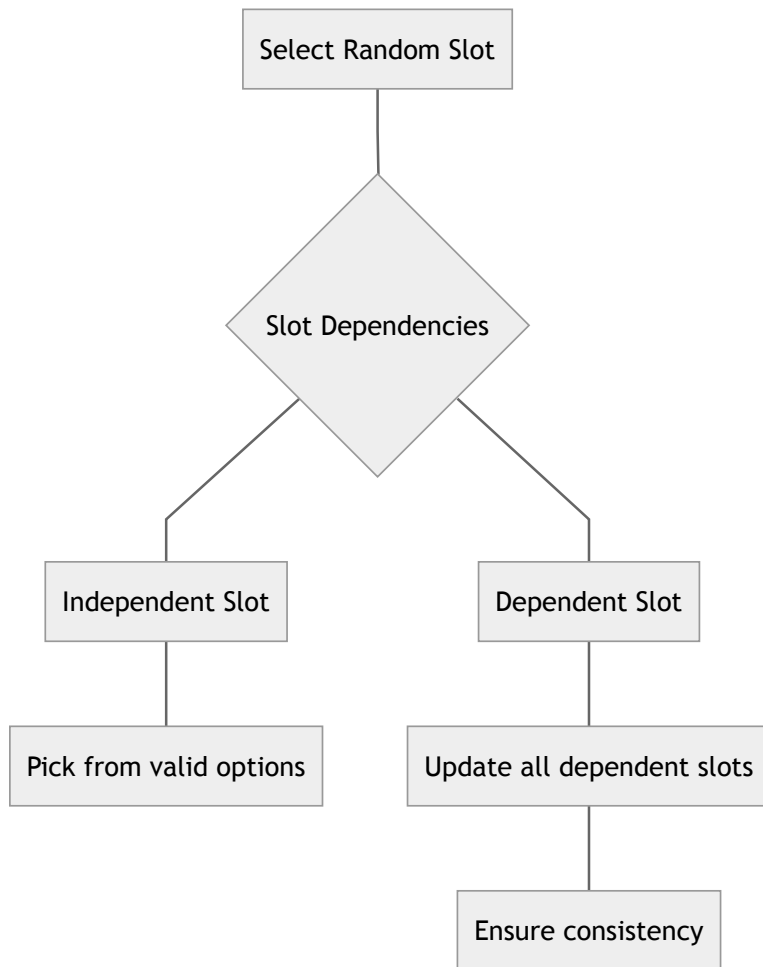 Select Random Slot
Slot Dependencies
Independent Slot
Dependent Slot
Pick from valid options
Update all dependent slots
Ensure consistency